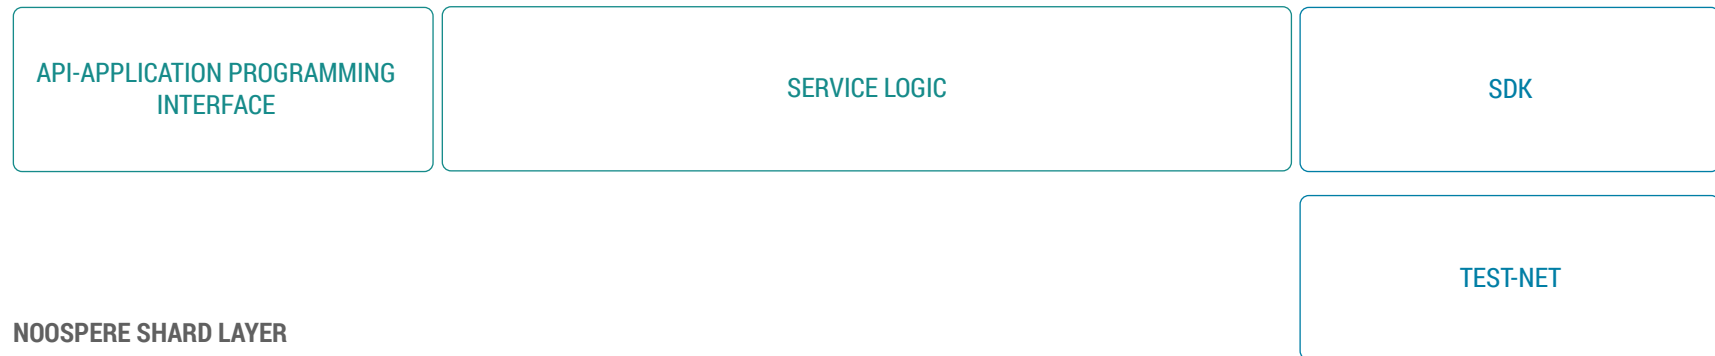 API-APPLICATION PROGRAMMING
INTERFACE
SERVICE LOGIC
SDK
TEST-NET
NOOSPERE SHARD LAYER